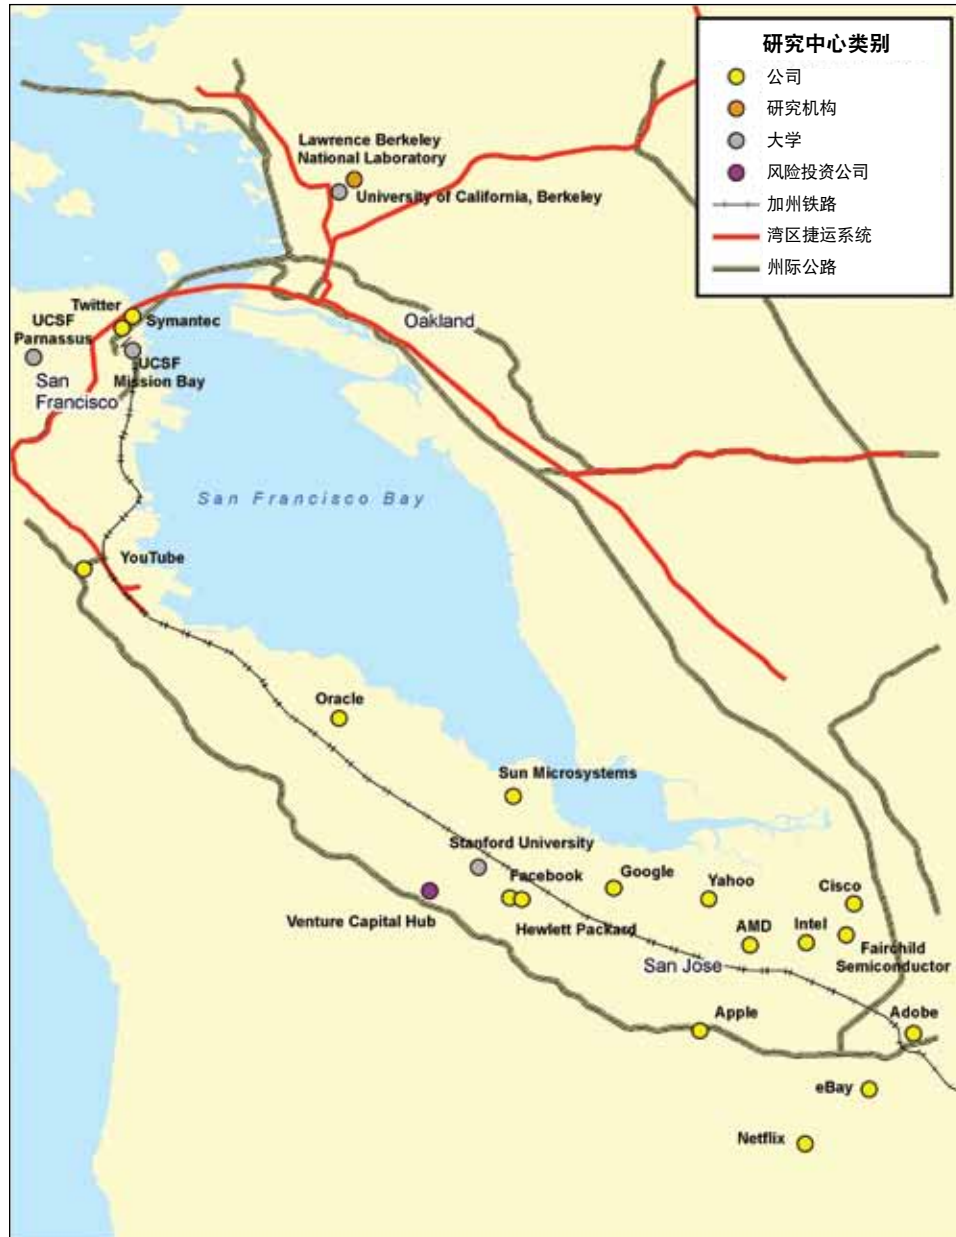 研究中心类别
公司
研究机构
大学
风险投资公司
加州铁路
湾区捷运系统
州际公路
Lawrence Berkeley
National Laboratory
University of California, Berkeley
Twitter
UCSF
Parnassus
Symantec
Oakland
UCSF
Mission Bay
San
Francisco
San Francisco Bay
YouTube
Oracle
Sun Microsystems
Stanford University
Facebook
Google
Yahoo
Cisco
Venture Capital Hub
Hewlett Packard
AMD
Intel
Fairchild
Semiconductor
San Jose
Apple
Adobe
eBay
Netflix